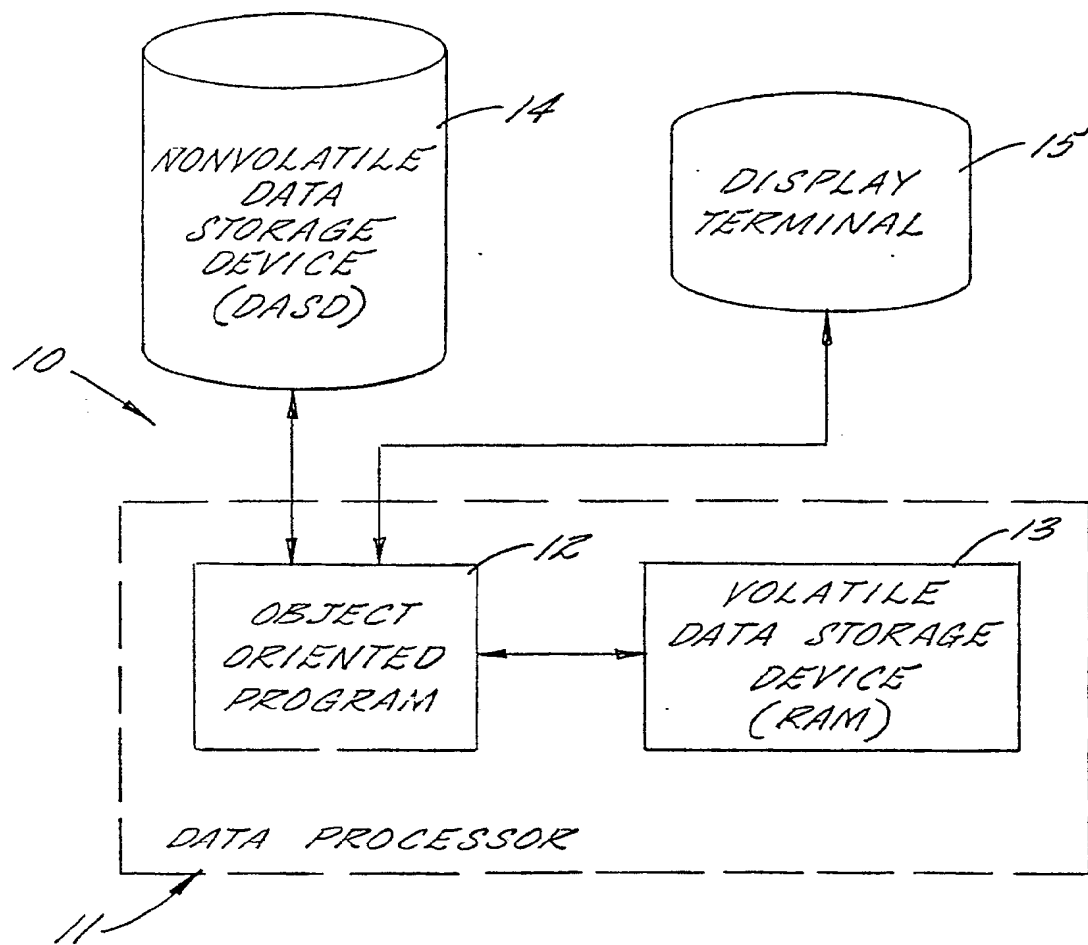 14
NONVOLATILE
DATA
STORAGE
DEVICE
(DASD)
15
DISPLAY
TERMINAL
10
12
OBJECT
ORIENTED
PROGRAM
13
VOLATILE
DATA STORAGE
DEVICE
(RAM)
DATA PROCESSOR
11